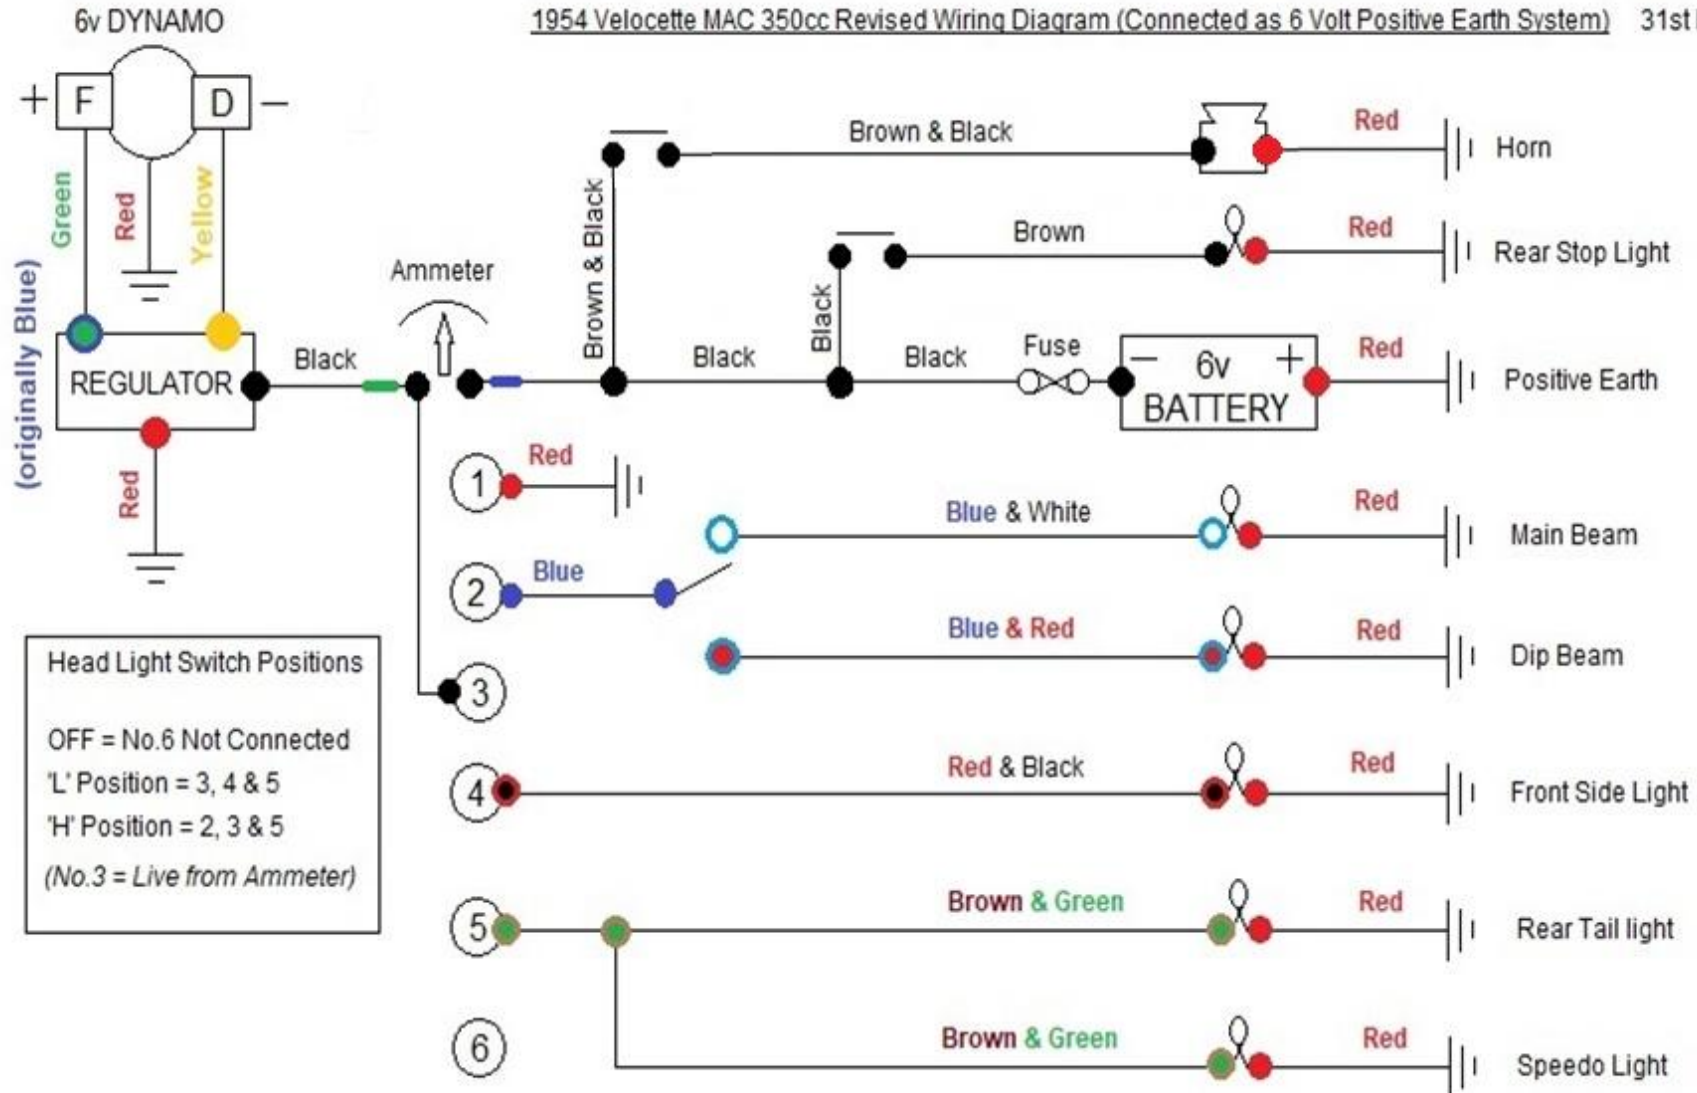 1954 Velocette MAC 350cc Revised Wiring Diagram (Connected as 6 Volt Positive Earth System) 31st
6v DYNAMO
+ F D −
Green
Red
Yellow
(originally Blue)
REGULATOR
Red
Black
Ammeter
Brown & Black
Brown & Black
Red
Horn
Black
Brown
Red
Rear Stop Light
Black
Black
Fuse
− 6v +
BATTERY
Red
Positive Earth
1
Red
2
Blue
Blue & White
Red
Main Beam
Blue & Red
Red
Dip Beam
3
4
Red & Black
Red
Front Side Light
5
Brown & Green
Red
Rear Tail light
6
Brown & Green
Red
Speedo Light
Head Light Switch Positions
OFF = No.6 Not Connected
'L' Position = 3, 4 & 5
'H' Position = 2, 3 & 5
(No.3 = Live from Ammeter)